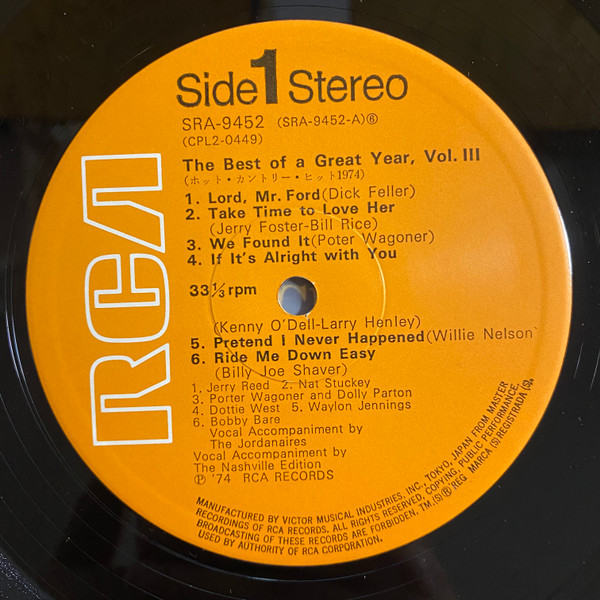 Side 1 Stereo
SRA-9452 (SRA-9452-A)⑥
(CPL2-0449)
The Best of a Great Year, Vol. III
(ホット・カントリー・ヒット1974)
1. Lord, Mr. Ford(Dick Feller)
2. Take Time to Love Her
(Jerry Foster-Bill Rice)
3. We Found It(Poter Wagoner)
4. If It's Alright with You
33 1/3 rpm
(Kenny O'Dell-Larry Henley)
5. Pretend I Never Happened(Willie Nelson)
6. Ride Me Down Easy
(Billy Joe Shaver)
1. Jerry Reed 2. Nat Stuckey
3. Porter Wagoner and Dolly Parton
4. Dottie West 5. Waylon Jennings
6. Bobby Bare
Vocal Accompaniment by
The Jordanaires
Vocal Accompaniment by
The Nashville Edition
Ⓟ '74 RCA RECORDS
RCA
MANUFACTURED BY VICTOR MUSICAL INDUSTRIES, INC., TOKYO, JAPAN FROM MASTER
RECORDINGS OF RCA RECORDS. ALL RIGHTS RESERVED, COPYING, PUBLIC PERFORMANCE,
BROADCASTING OF THESE RECORDS ARE FORBIDDEN. TM,(S)Ⓡ REG MARCA (S) REGISTRADA (S),
USED BY AUTHORITY OF RCA CORPORATION.